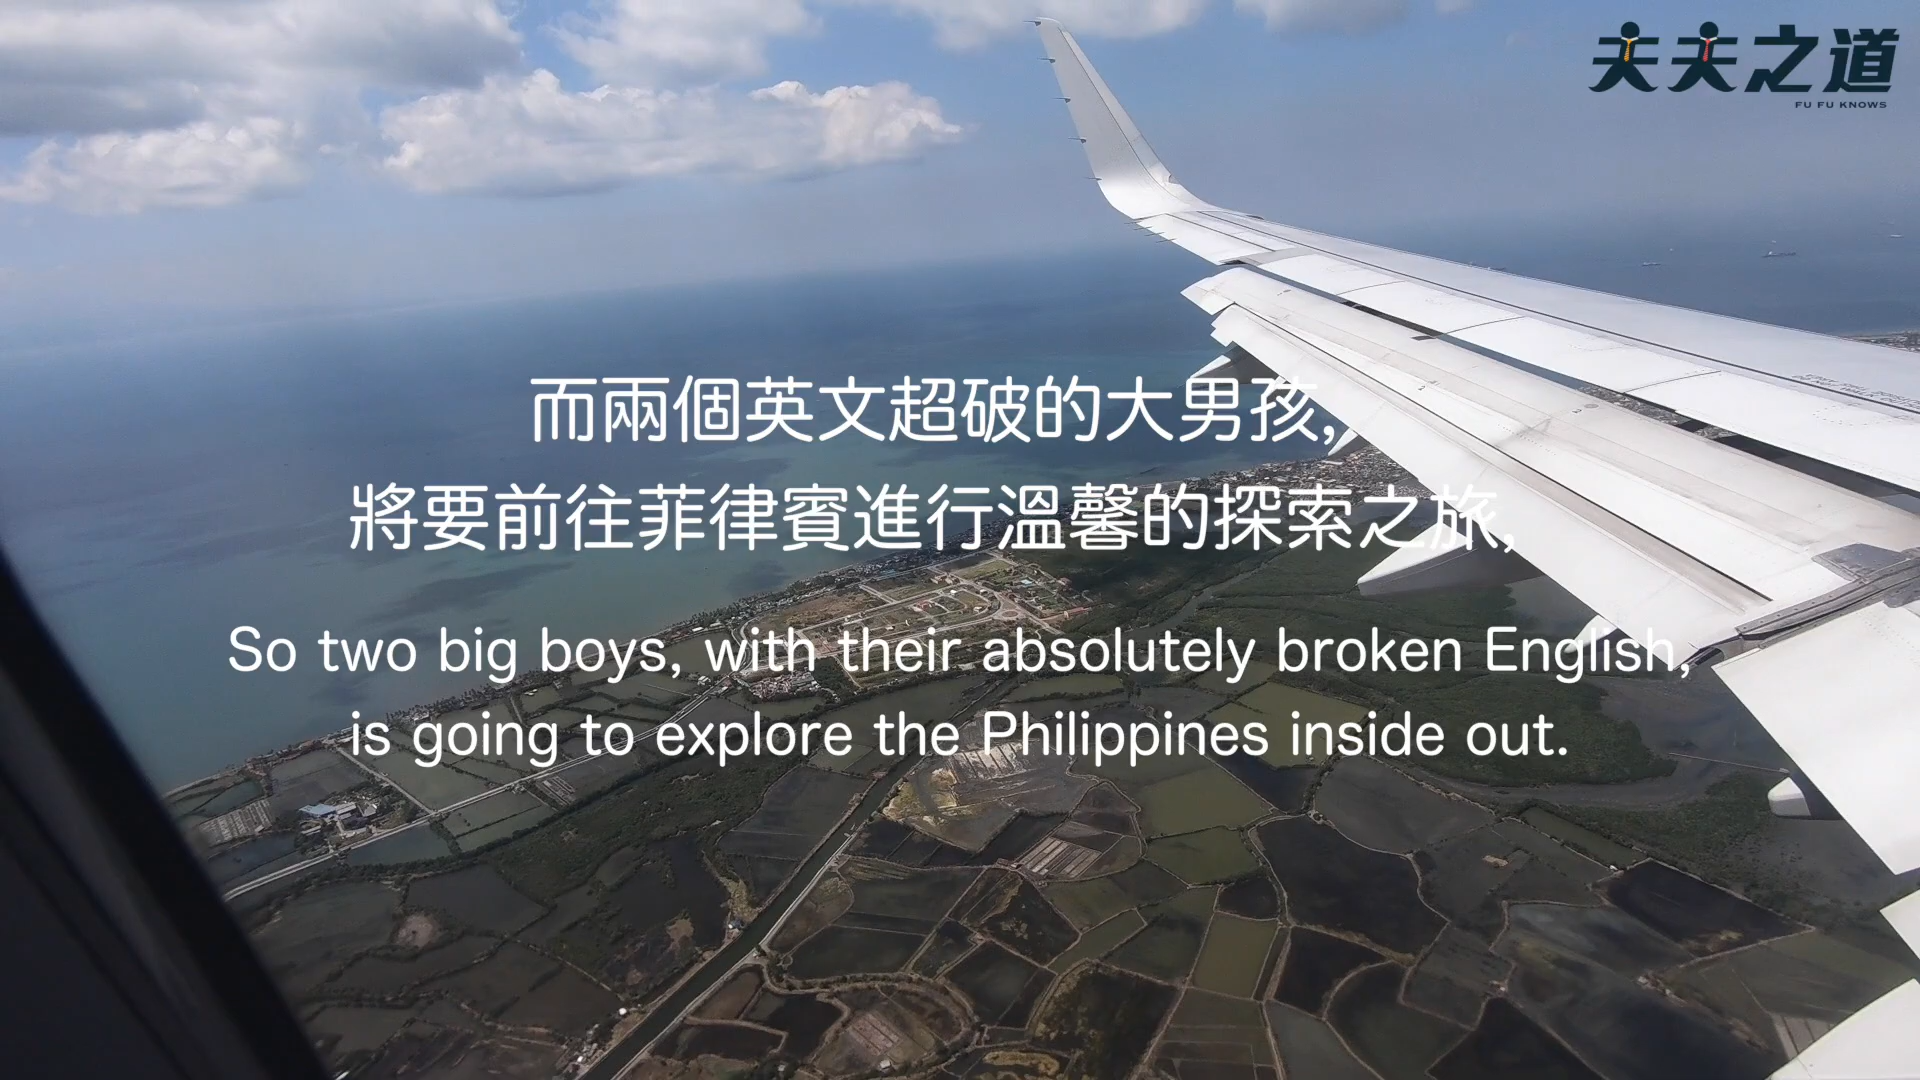 夫夫之道
FU FU KNOWS
而兩個英文超破的大男孩,
將要前往菲律賓進行溫馨的探索之旅,
So two big boys, with their absolutely broken English,
is going to explore the Philippines inside out.